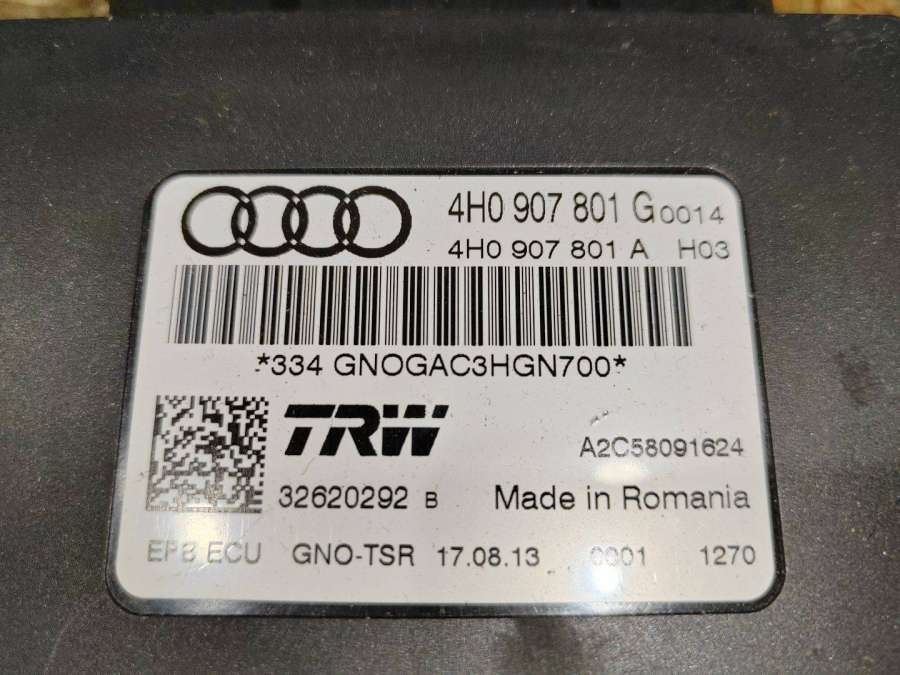 4H0 907 801 G 0014
4H0 907 801 A H03
*334 GNOGAC3HGN700*
TRW
A2C58091624
32620292 B Made in Romania
EPB ECU GNO-TSR 17.08.13 0001 1270